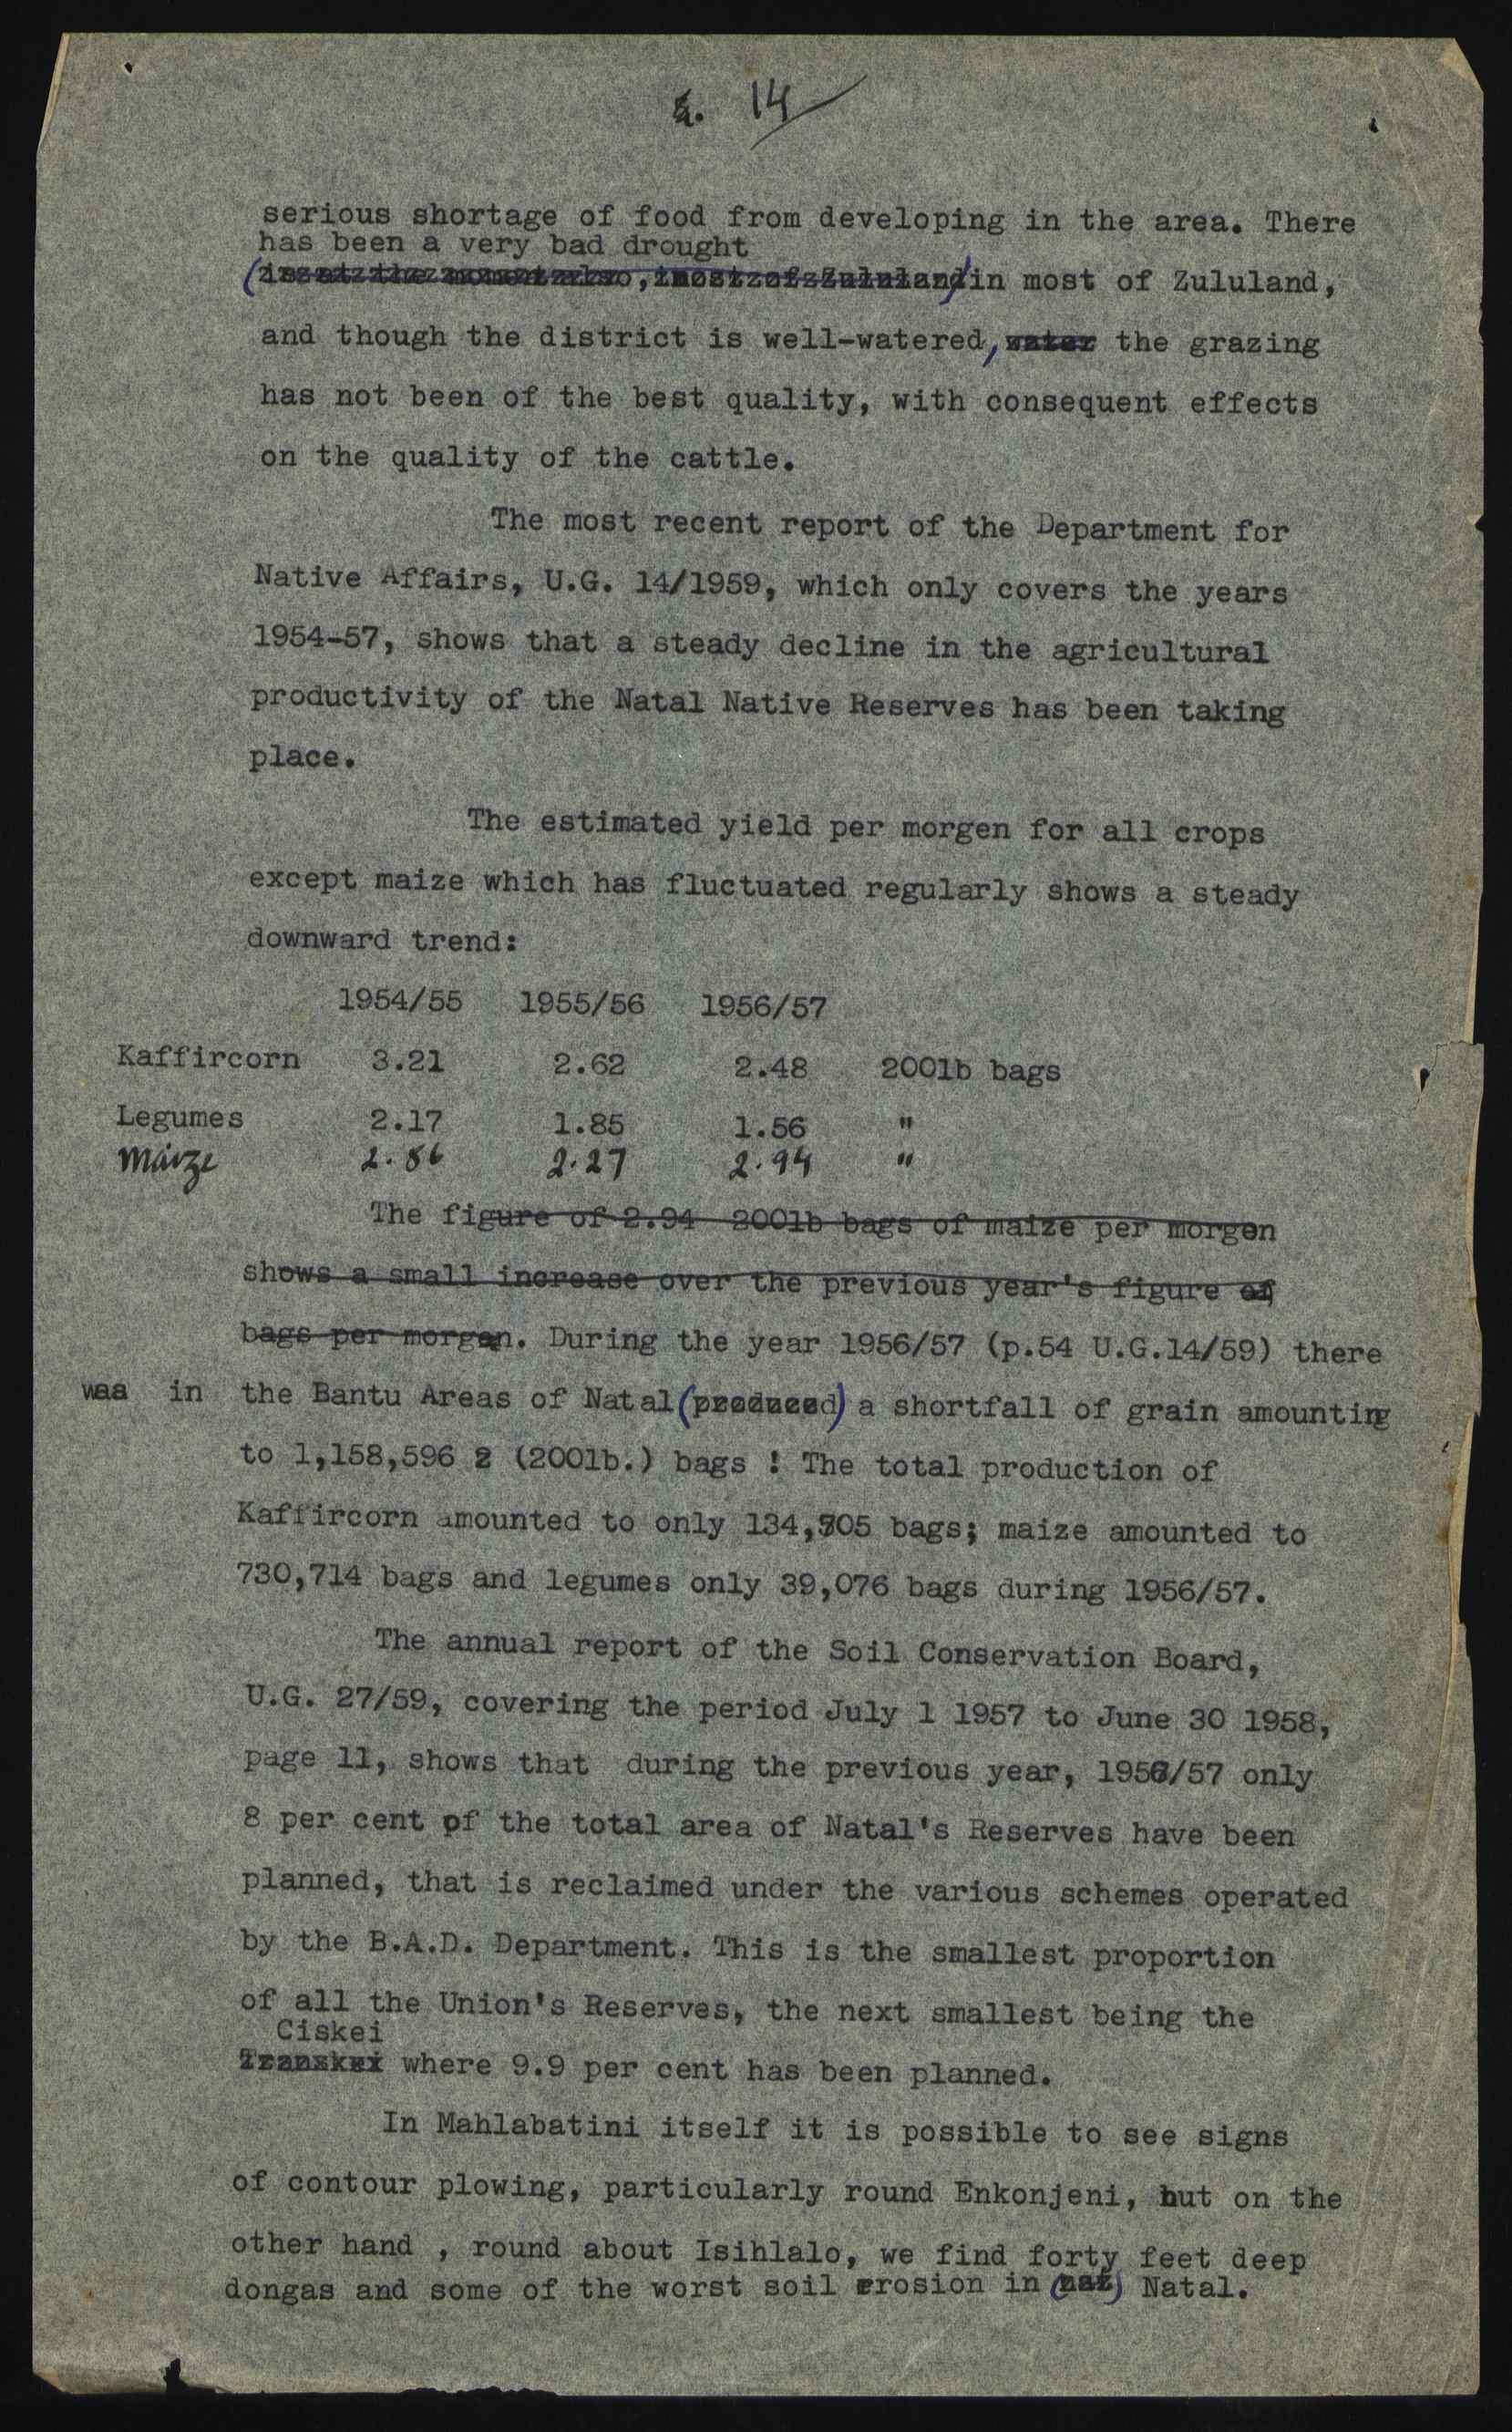 14
serious shortage of food from developing in the area. There
has been a very bad drought
in most of Zululand,
and though the district is well-watered, water the grazing
has not been of the best quality, with consequent effects
on the quality of the cattle.
The most recent report of the Department for
Native Affairs, U.G. 14/1959, which only covers the years
1954-57, shows that a steady decline in the agricultural
productivity of the Natal Native Reserves has been taking
place.
The estimated yield per morgen for all crops
except maize which has fluctuated regularly shows a steady
downward trend:
1954/55 1955/56 1956/57
Kaffircorn 3.21 2.62 2.48 200lb bags
Legumes 2.17 1.85 1.56 "
Maize 2.86 2.27 2.94 "
The figure of 2.94 200lb bags of maize per morgen
shows a small increase over the previous year's figure of
bags per morgen. During the year 1956/57 (p.54 U.G.14/59) there
was in the Bantu Areas of Natal (produced) a shortfall of grain amounting
to 1,158,596 2 (200lb.) bags ! The total production of
Kaffircorn amounted to only bags; maize amounted to
730,714 bags and legumes only 39,076 bags during 1956/57.
The annual report of the Soil Conservation Board,
U.G. 27/59, covering the period July 1 1957 to June 30 1958,
page 11, shows that during the previous year, 1956/57 only
8 per cent of the total area of Natal's Reserves have been
planned, that is reclaimed under the various schemes operated
by the B.A.D. Department. This is the smallest proportion
of all the Union's Reserves, the next smallest being the
Ciskei
Transkei where 9.9 per cent has been planned.
In Mahlabatini itself it is possible to see signs
of contour plowing, particularly round Enkonjeni, but on the
other hand , round about Isihlalo, we find forty feet deep
dongas and some of the worst soil erosion in (nat) Natal.